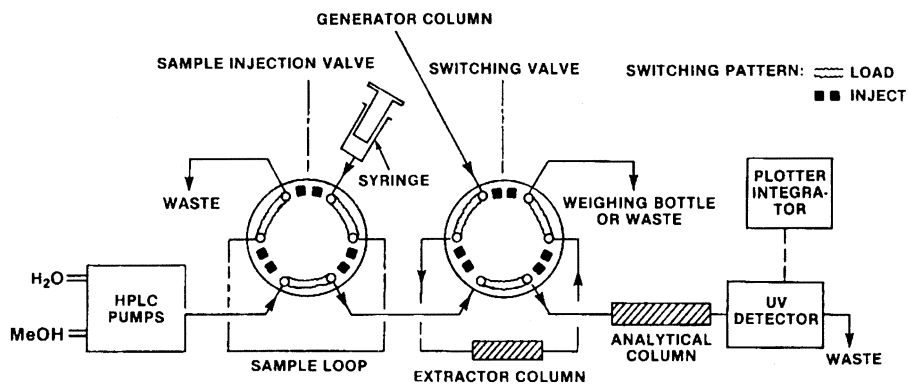 GENERATOR COLUMN
SAMPLE INJECTION VALVE
SWITCHING VALVE
SWITCHING PATTERN:
LOAD
INJECT
SYRINGE
WASTE
WEIGHING BOTTLE
OR WASTE
PLOTTER
INTEGRA-
TOR
H₂O
MeOH
HPLC
PUMPS
SAMPLE LOOP
EXTRACTOR COLUMN
ANALYTICAL
COLUMN
UV
DETECTOR
WASTE